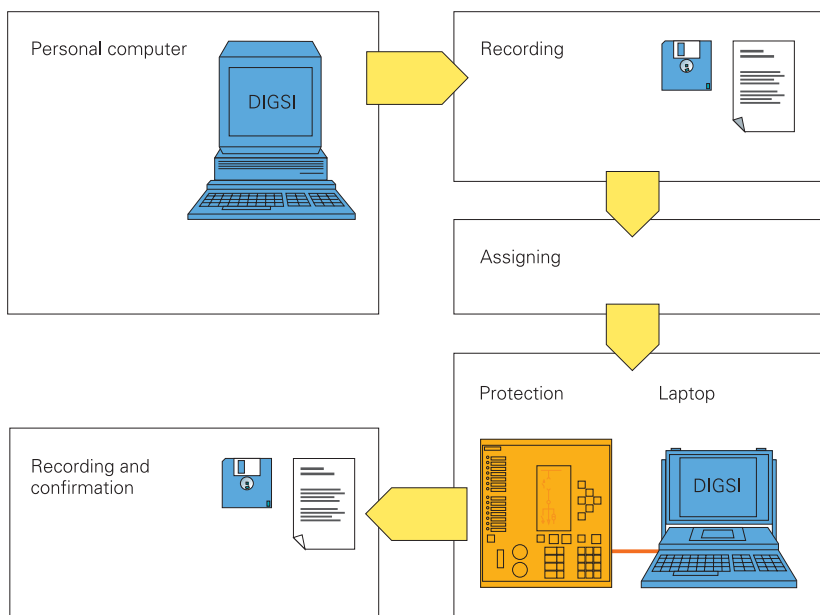 Personal computer
DIGSI
Recording
Assigning
Protection
Laptop
DIGSI
Recording and
confirmation